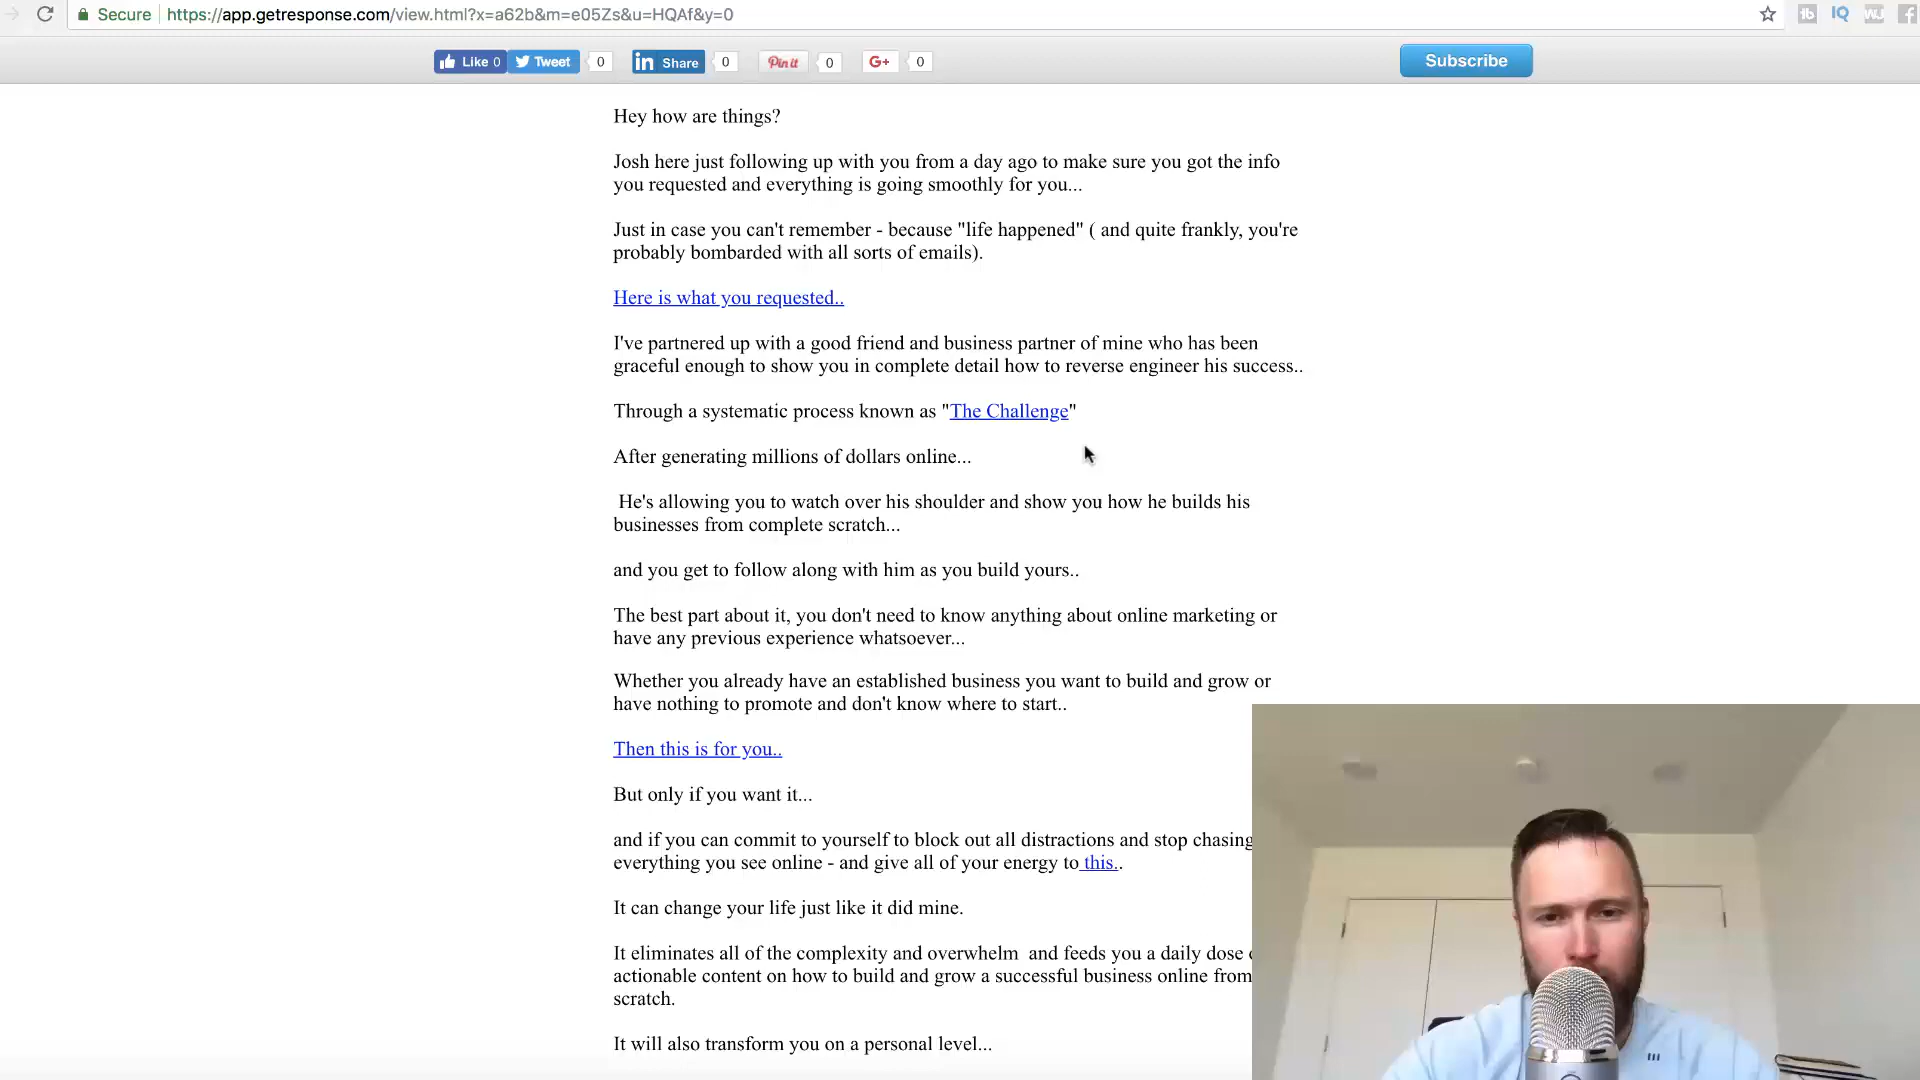 Secure https://app.getresponse.com/view.html?x=a62b&m=e05Zs&u=HQAf&y=0
Like 0 Tweet 0 in Share 0 Pin it 0 G+ 0 Subscribe
Hey how are things?
Josh here just following up with you from a day ago to make sure you got the info
you requested and everything is going smoothly for you...
Just in case you can't remember - because "life happened" ( and quite frankly, you're
probably bombarded with all sorts of emails).
Here is what you requested..
I've partnered up with a good friend and business partner of mine who has been
graceful enough to show you in complete detail how to reverse engineer his success..
Through a systematic process known as "The Challenge"
After generating millions of dollars online...
He's allowing you to watch over his shoulder and show you how he builds his
businesses from complete scratch...
and you get to follow along with him as you build yours..
The best part about it, you don't need to know anything about online marketing or
have any previous experience whatsoever...
Whether you already have an established business you want to build and grow or
have nothing to promote and don't know where to start..
Then this is for you..
But only if you want it...
and if you can commit to yourself to block out all distractions and stop chasing
everything you see online - and give all of your energy to this..
It can change your life just like it did mine.
It eliminates all of the complexity and overwhelm and feeds you a daily dose
actionable content on how to build and grow a successful business online from
scratch.
It will also transform you on a personal level...